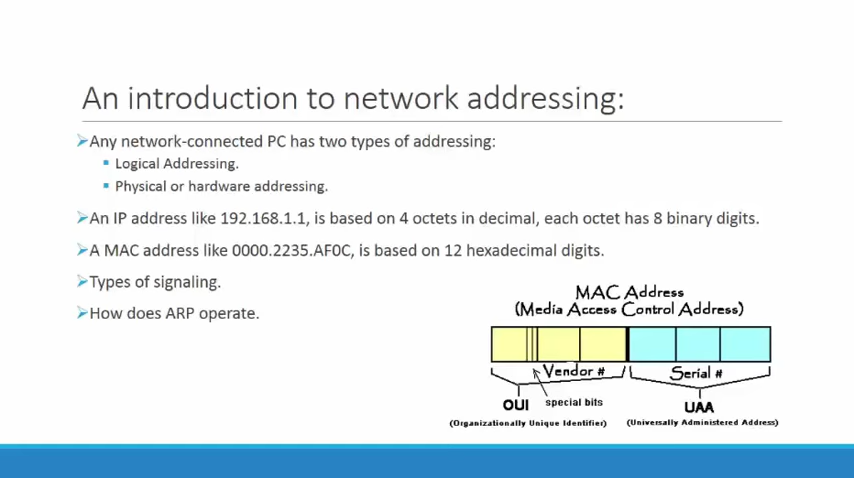 An introduction to network addressing:
Any network-connected PC has two types of addressing:
Logical Addressing.
Physical or hardware addressing.
An IP address like 192.168.1.1, is based on 4 octets in decimal, each octet has 8 binary digits.
A MAC address like 0000.2235.AF0C, is based on 12 hexadecimal digits.
Types of signaling.
How does ARP operate.
MAC Address
(Media Access Control Address)
Vendor #
Serial #
special bits
OUI
UAA
(Organizationally Unique Identifier)
(Universally Administered Address)